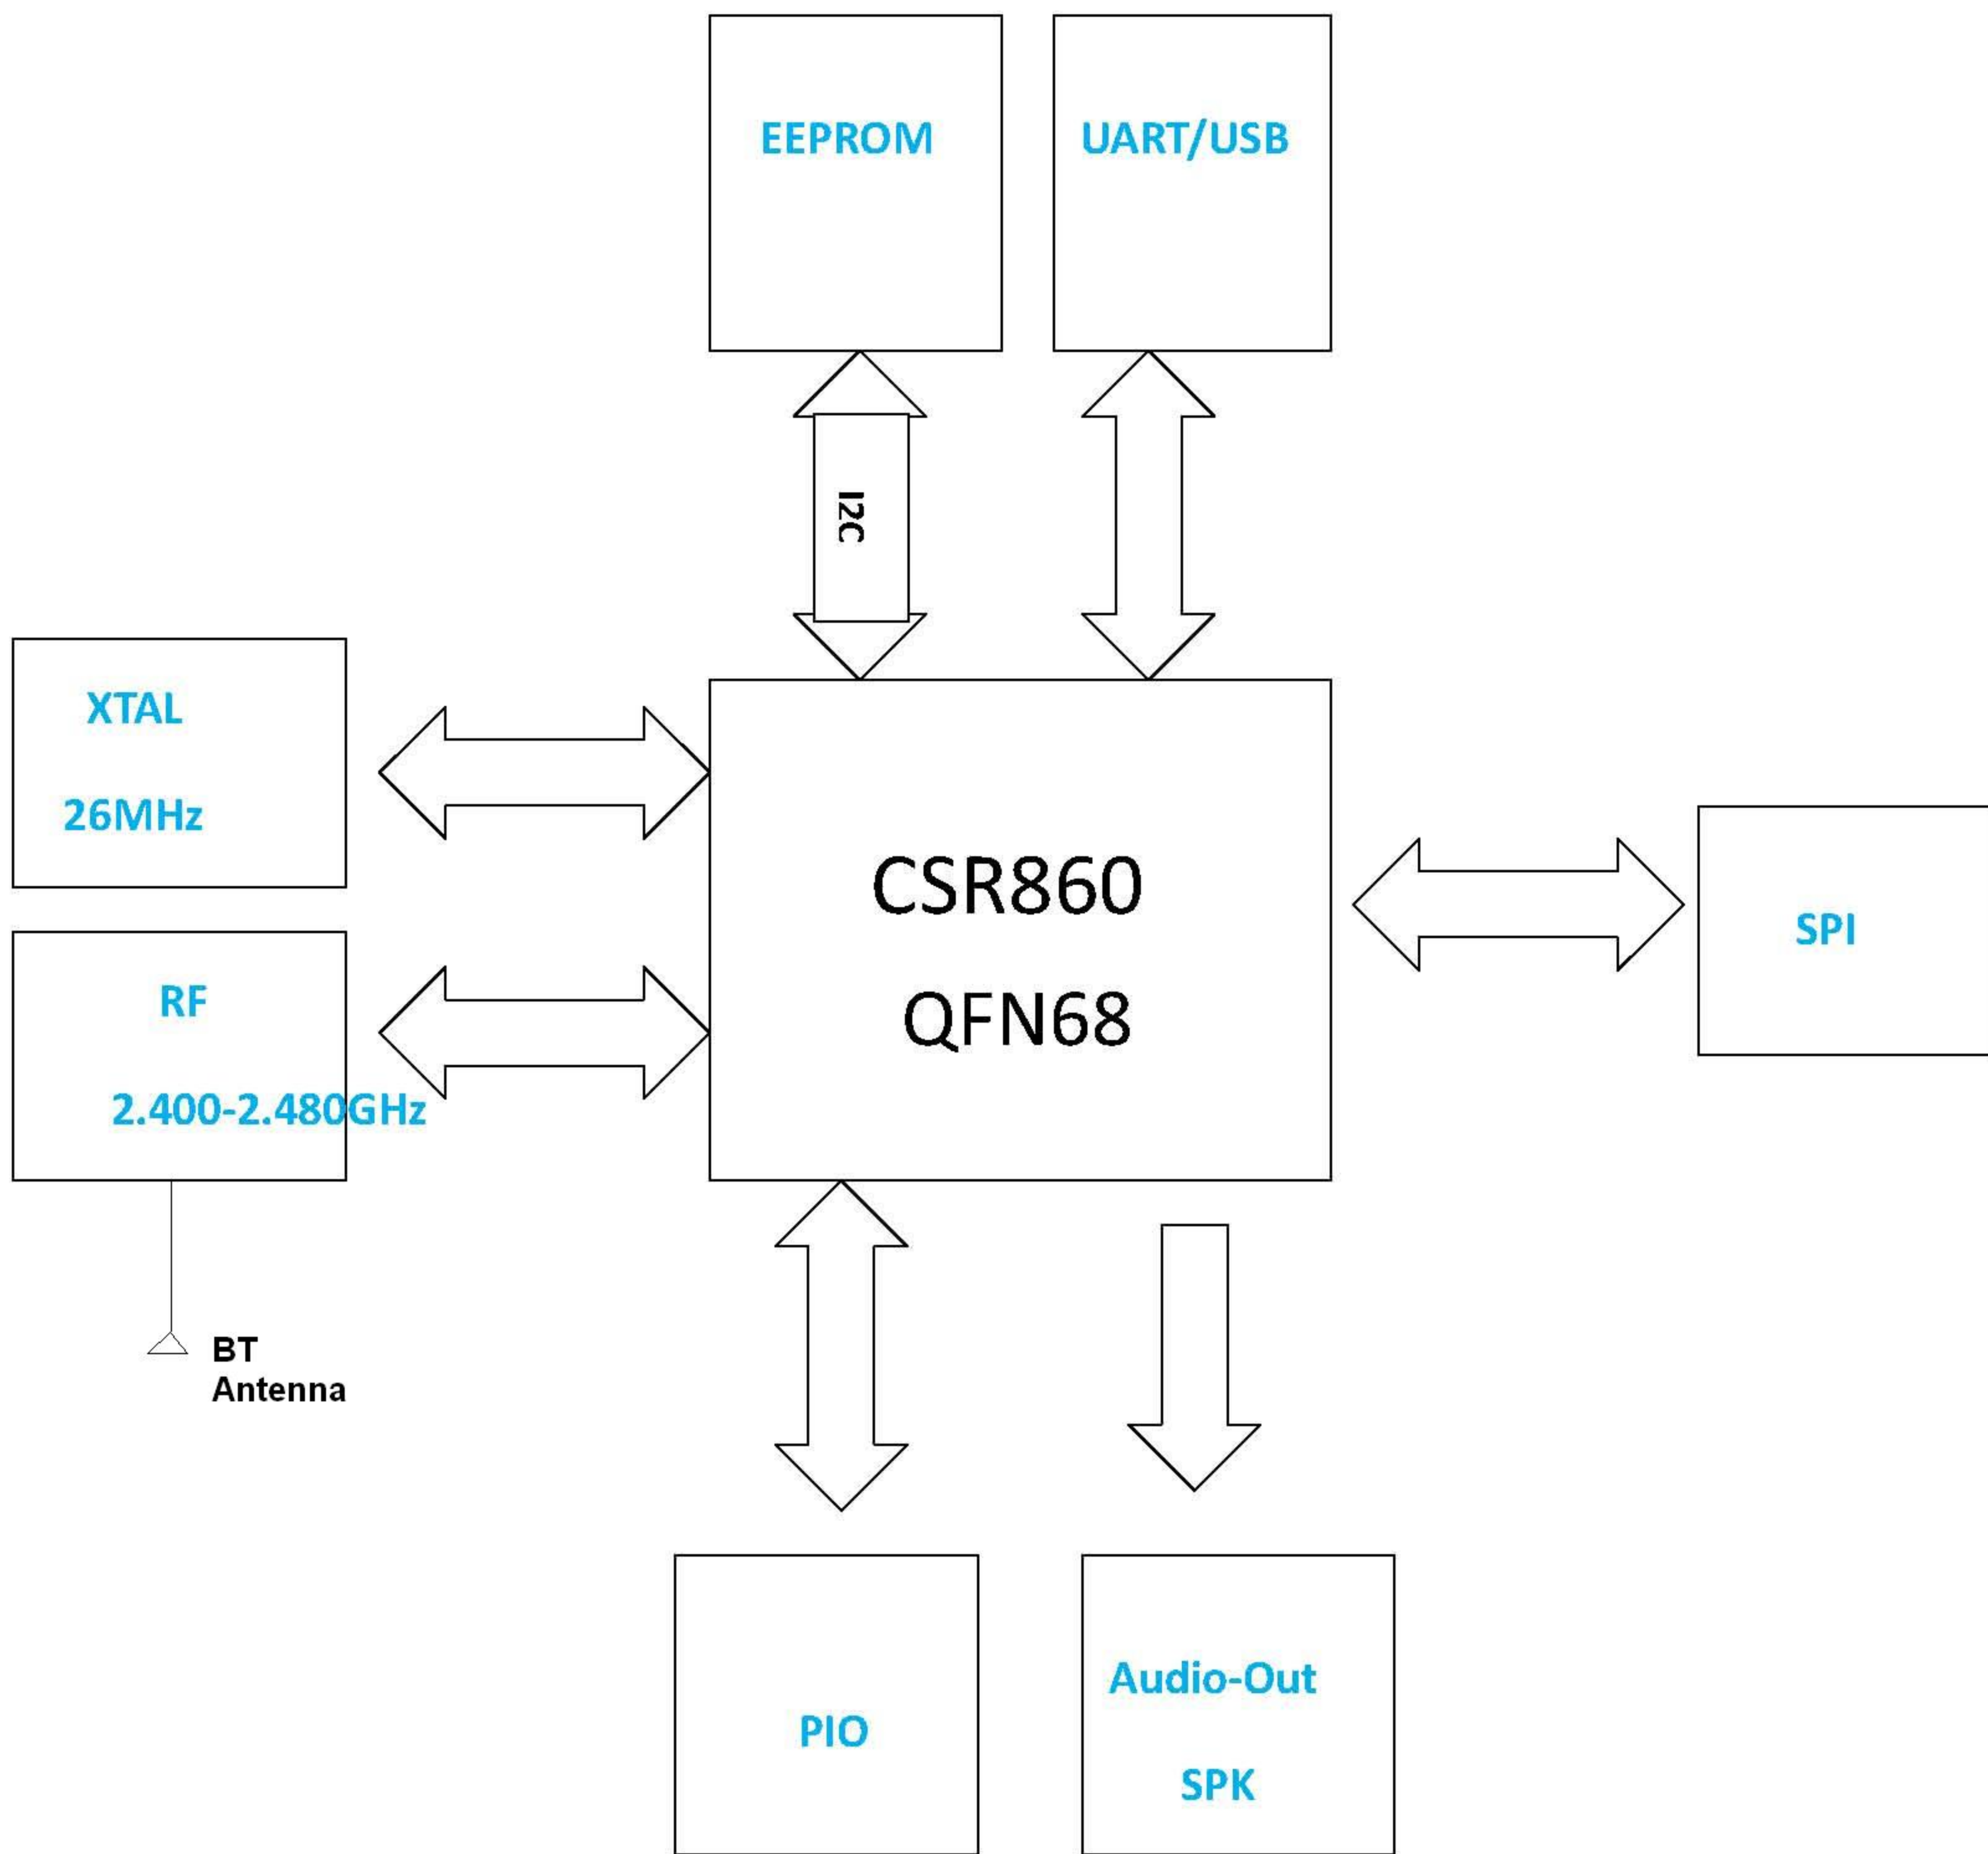 EEPROM
UART/USB
I2C
XTAL
26MHz
CSR860
QFN68
SPI
RF
2.400-2.480GHz
BT
Antenna
PIO
Audio-Out
SPK